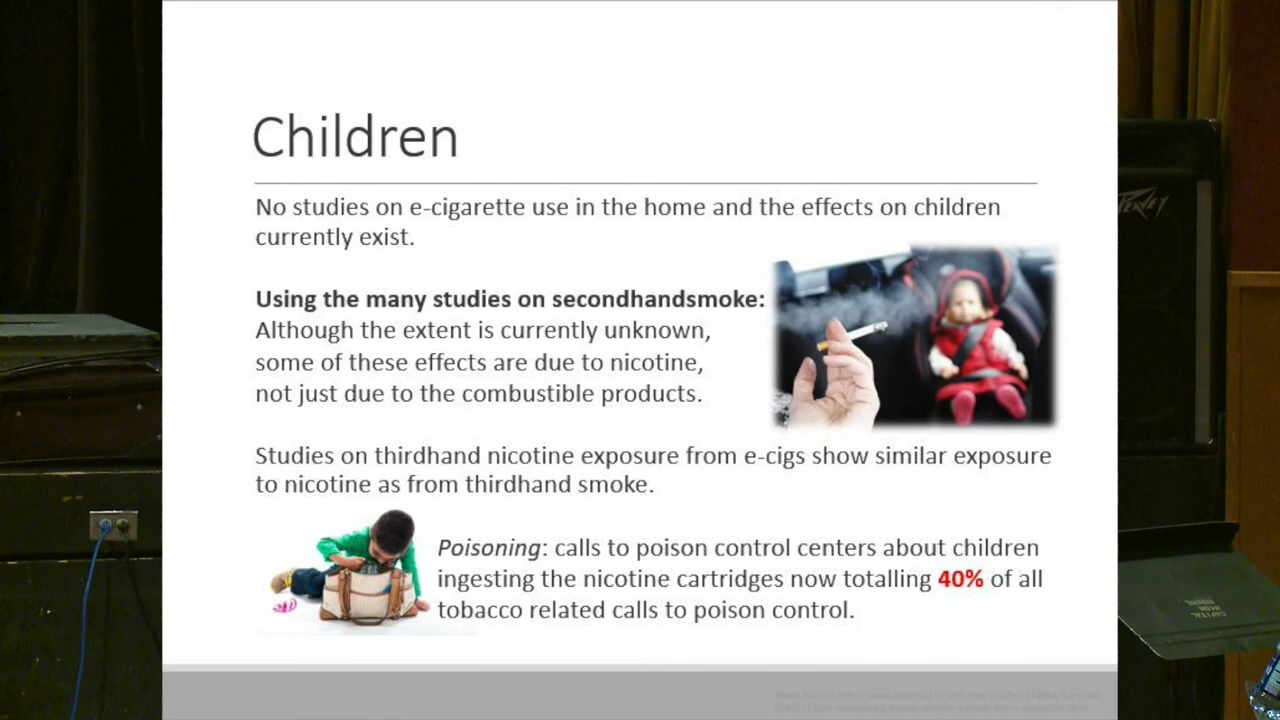 Children
No studies on e-cigarette use in the home and the effects on children
currently exist.
Using the many studies on secondhandsmoke:
Although the extent is currently unknown,
some of these effects are due to nicotine,
not just due to the combustible products.
Studies on thirdhand nicotine exposure from e-cigs show similar exposure
to nicotine as from thirdhand smoke.
Poisoning: calls to poison control centers about children
ingesting the nicotine cartridges now totalling 40% of all
tobacco related calls to poison control.
PEAVEY